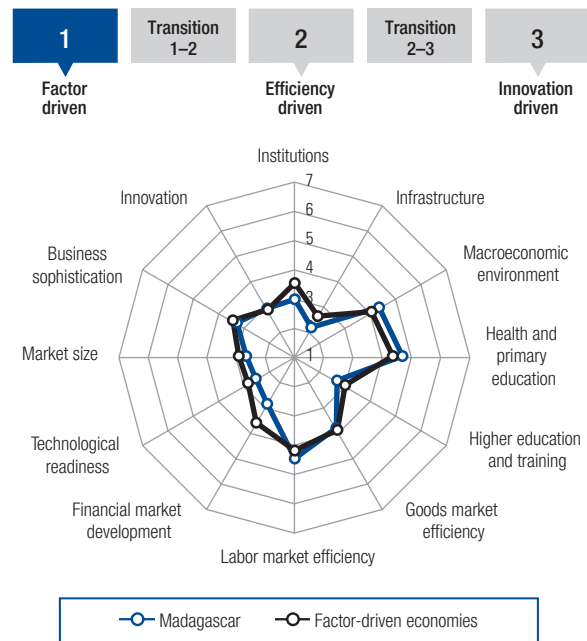 1
Transition
1–2
2
Transition
2–3
3
Factor
driven
Efficiency
driven
Innovation
driven
Institutions
Innovation
Infrastructure
Business
sophistication
Macroeconomic
environment
Market size
Health and
primary
education
Technological
readiness
Higher education
and training
Financial market
development
Goods market
efficiency
Labor market efficiency
7
6
5
4
3
2
1
Madagascar
Factor-driven economies